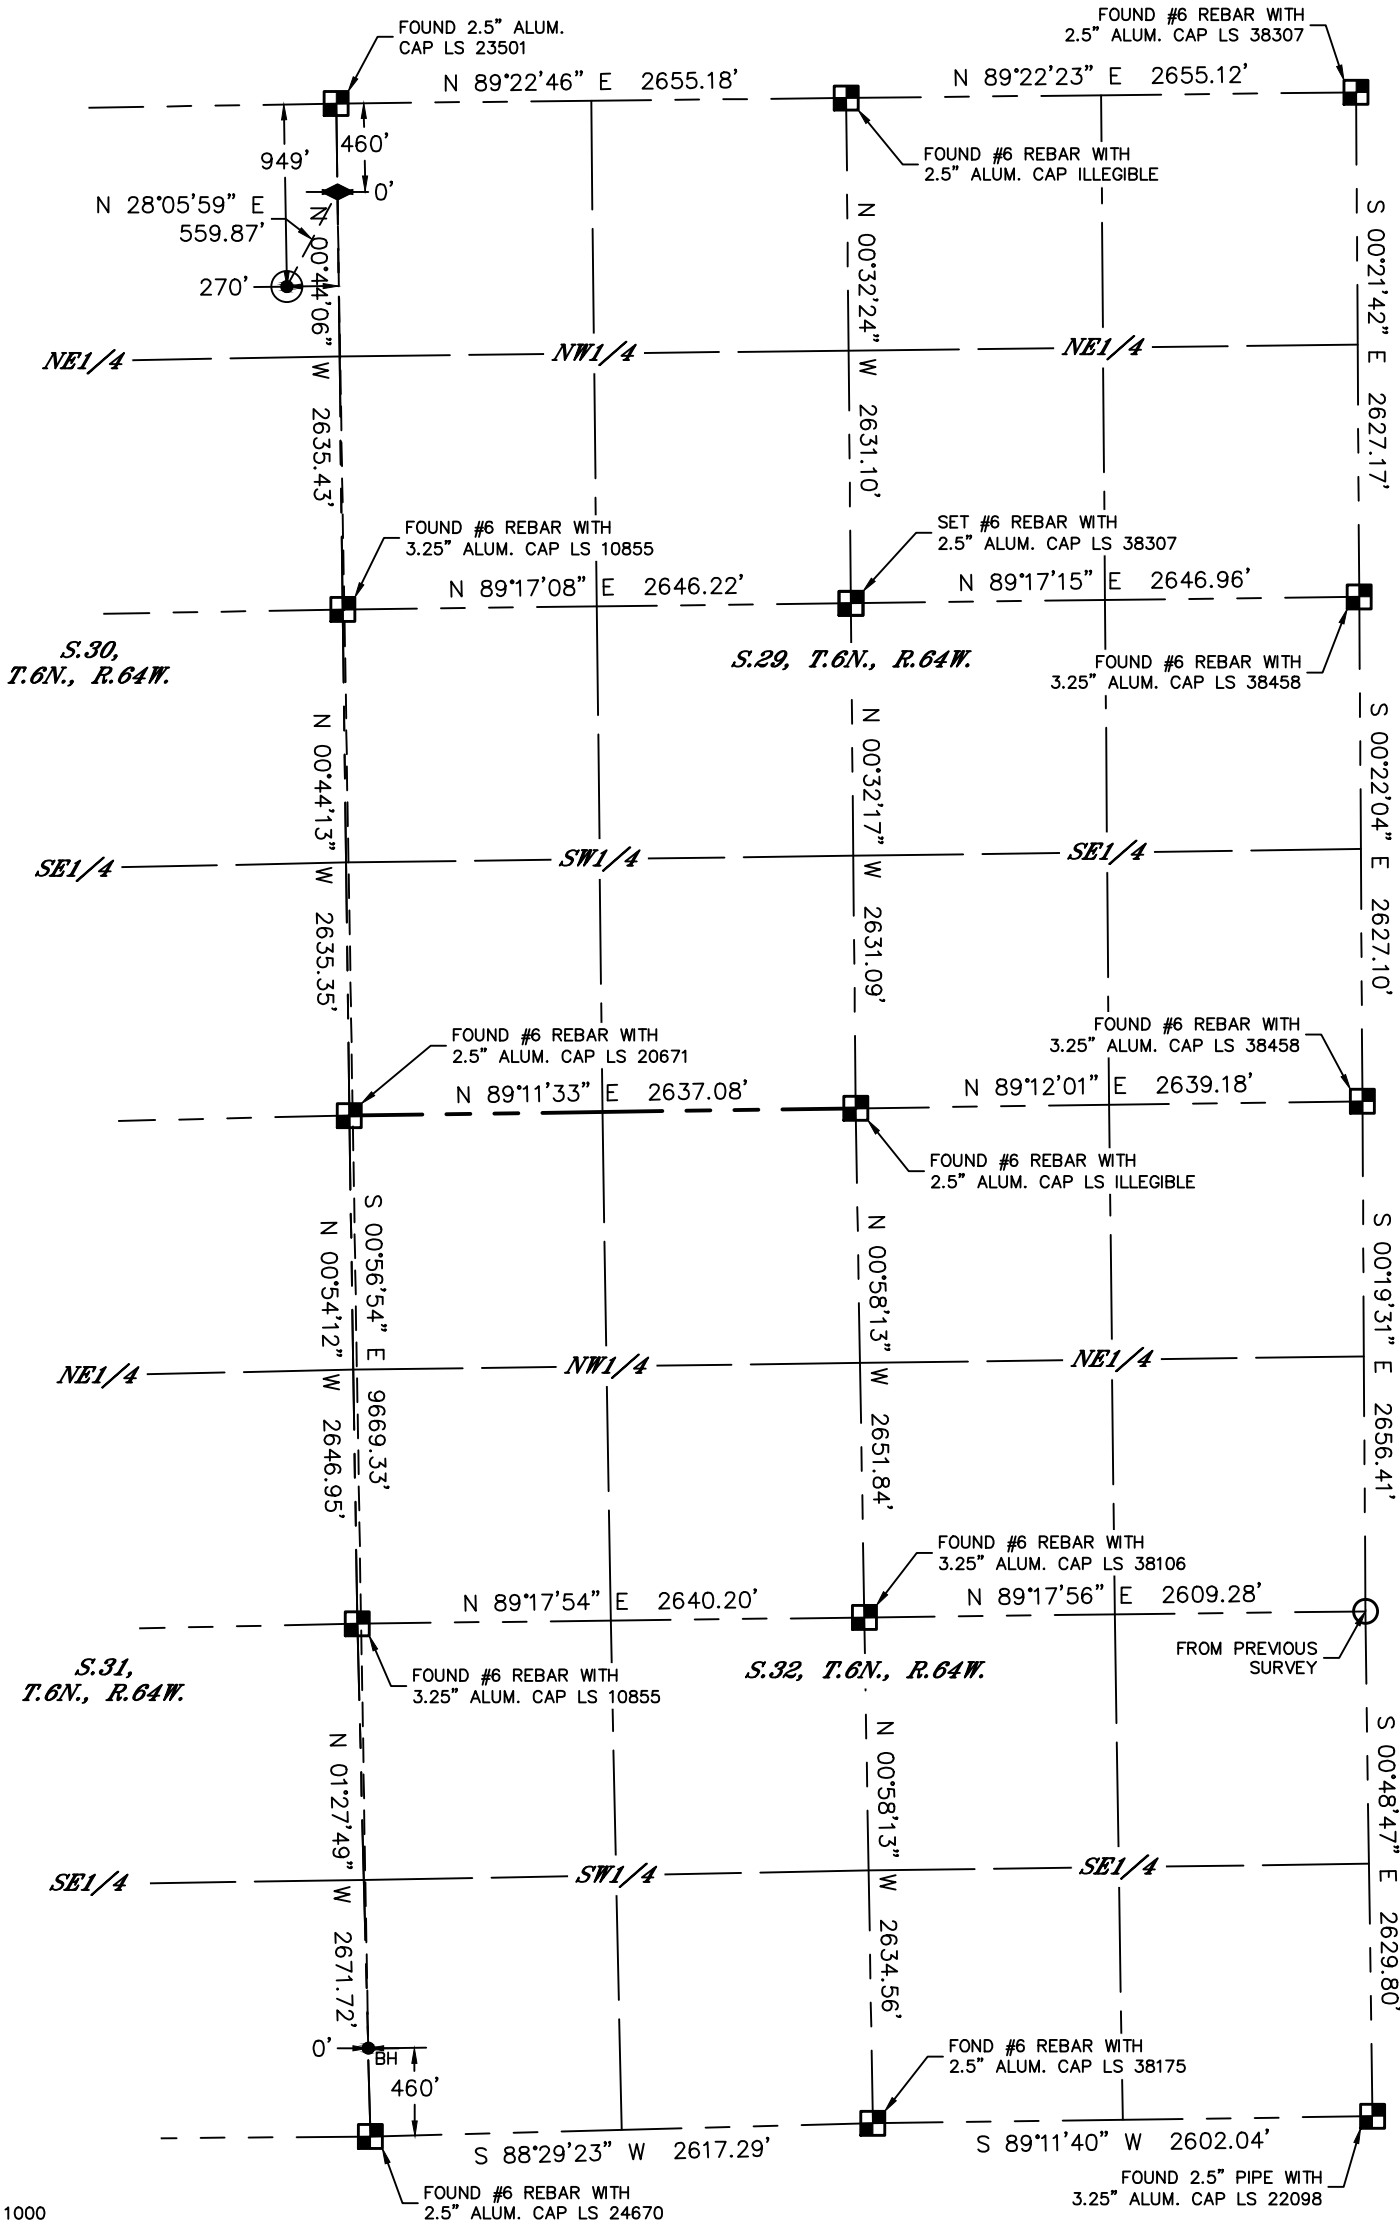 FOUND 2.5" ALUM.
CAP LS 23501
FOUND #6 REBAR WITH
2.5" ALUM. CAP LS 38307
N 89°22'46" E 2655.18'
N 89°22'23" E 2655.12'
949'
460'
FOUND #6 REBAR WITH
2.5" ALUM. CAP ILLEGIBLE
0'
N 28°05'59" E
559.87'
270'
N 00°44'06" W 2635.43'
N 00°32'24" W 2631.10'
S 00°21'42" E 2627.17'
NE1/4
NW1/4
NE1/4
FOUND #6 REBAR WITH
3.25" ALUM. CAP LS 10855
SET #6 REBAR WITH
2.5" ALUM. CAP LS 38307
N 89°17'08" E 2646.22'
N 89°17'15" E 2646.96'
S.30,
T.6N., R.64W.
S.29, T.6N., R.64W.
FOUND #6 REBAR WITH
3.25" ALUM. CAP LS 38458
N 00°44'13" W 2635.35'
N 00°32'17" W 2631.09'
S 00°22'04" E 2627.10'
SE1/4
SW1/4
SE1/4
FOUND #6 REBAR WITH
2.5" ALUM. CAP LS 20671
FOUND #6 REBAR WITH
3.25" ALUM. CAP LS 38458
N 89°11'33" E 2637.08'
N 89°12'01" E 2639.18'
FOUND #6 REBAR WITH
2.5" ALUM. CAP LS ILLEGIBLE
N 00°54'12" W 2646.95'
S 00°56'54" E 9669.33'
N 00°58'13" W 2651.84'
S 00°19'31" E 2656.41'
NE1/4
NW1/4
NE1/4
FOUND #6 REBAR WITH
3.25" ALUM. CAP LS 38106
N 89°17'54" E 2640.20'
N 89°17'56" E 2609.28'
FROM PREVIOUS
SURVEY
S.31,
T.6N., R.64W.
FOUND #6 REBAR WITH
3.25" ALUM. CAP LS 10855
S.32, T.6N., R.64W.
N 01°27'49" W 2671.72'
N 00°58'13" W 2634.56'
S 00°48'47" E 2629.80'
SE1/4
SW1/4
SE1/4
0'
BH
460'
FOND #6 REBAR WITH
2.5" ALUM. CAP LS 38175
S 88°29'23" W 2617.29'
S 89°11'40" W 2602.04'
FOUND #6 REBAR WITH
2.5" ALUM. CAP LS 24670
FOUND 2.5" PIPE WITH
3.25" ALUM. CAP LS 22098
1000